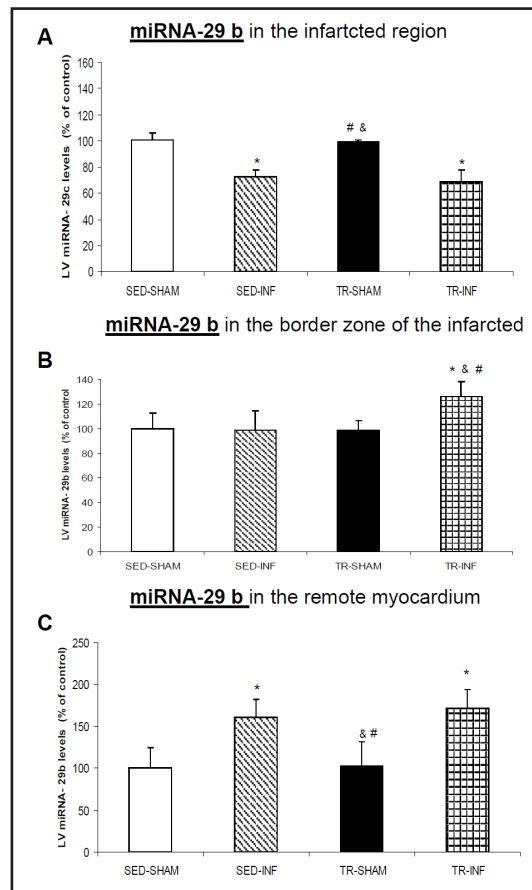 A
miRNA-29 b in the infartcted region
LV miRNA- 29c levels (% of control)
160
140
120
100
80
60
40
20
0
*
# &
*
SED-SHAM SED-INF TR-SHAM TR-INF
miRNA-29 b in the border zone of the infarcted
B
LV miRNA- 29b levels (% of control)
140
120
100
80
60
40
20
0
* & #
SED-SHAM SED-INF TR-SHAM TR-INF
miRNA-29 b in the remote myocardium
C
LV miRNA- 29b levels (% of control)
250
200
150
100
50
0
*
& #
*
SED-SHAM SED-INF TR-SHAM TR-INF